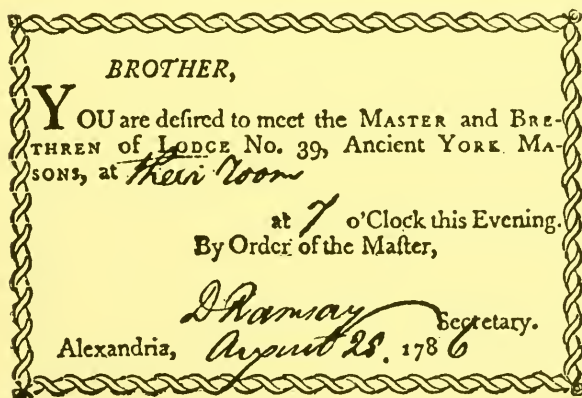 BROTHER,
YOU are deſired to meet the MASTER and BRE-
THREN of LODGE No. 39, Ancient YORK MA-
SONS, at their Room
at 7 o'Clock this Evening.
By Order of the Maſter,
D Ramsay Secretary.
Alexandria, August 28. 1786